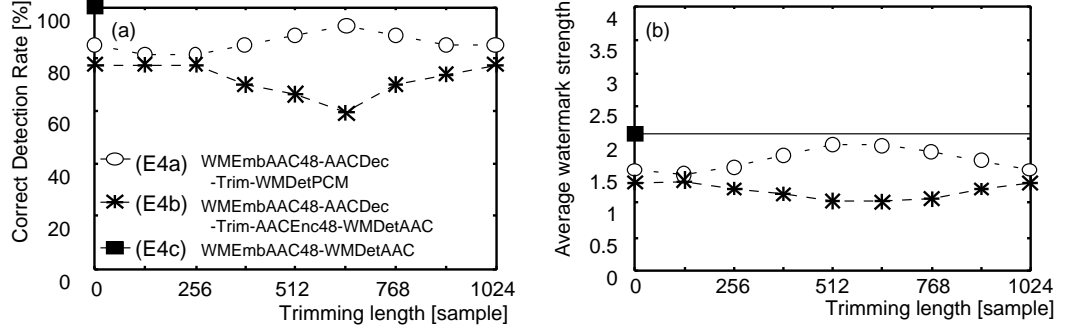 (a)
Correct Detection Rate [%]
100
80
60
40
20
0
(E4a) WMEmbAAC48-AACDec
-Trim-WMDetPCM
(E4b) WMEmbAAC48-AACDec
-Trim-AACEnc48-WMDetAAC
(E4c) WMEmbAAC48-WMDetAAC
0 256 512 768 1024
Trimming length [sample]
(b)
Average watermark strength
4
3.5
3
2.5
2
1.5
1
0.5
0
0 256 512 768 1024
Trimming length [sample]